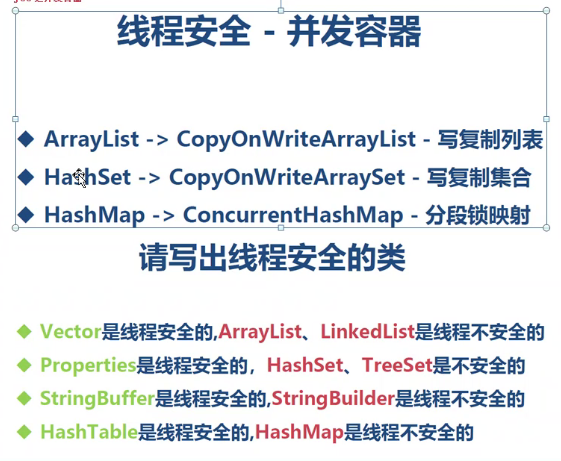 线程安全 - 并发容器
◆ ArrayList -> CopyOnWriteArrayList - 写复制列表
◆ HashSet -> CopyOnWriteArraySet - 写复制集合
◆ HashMap -> ConcurrentHashMap - 分段锁映射
请写出线程安全的类
◆ Vector是线程安全的,ArrayList、LinkedList是线程不安全的
◆ Properties是线程安全的，HashSet、TreeSet是不安全的
◆ StringBuffer是线程安全的,StringBuilder是线程不安全的
◆ HashTable是线程安全的,HashMap是线程不安全的